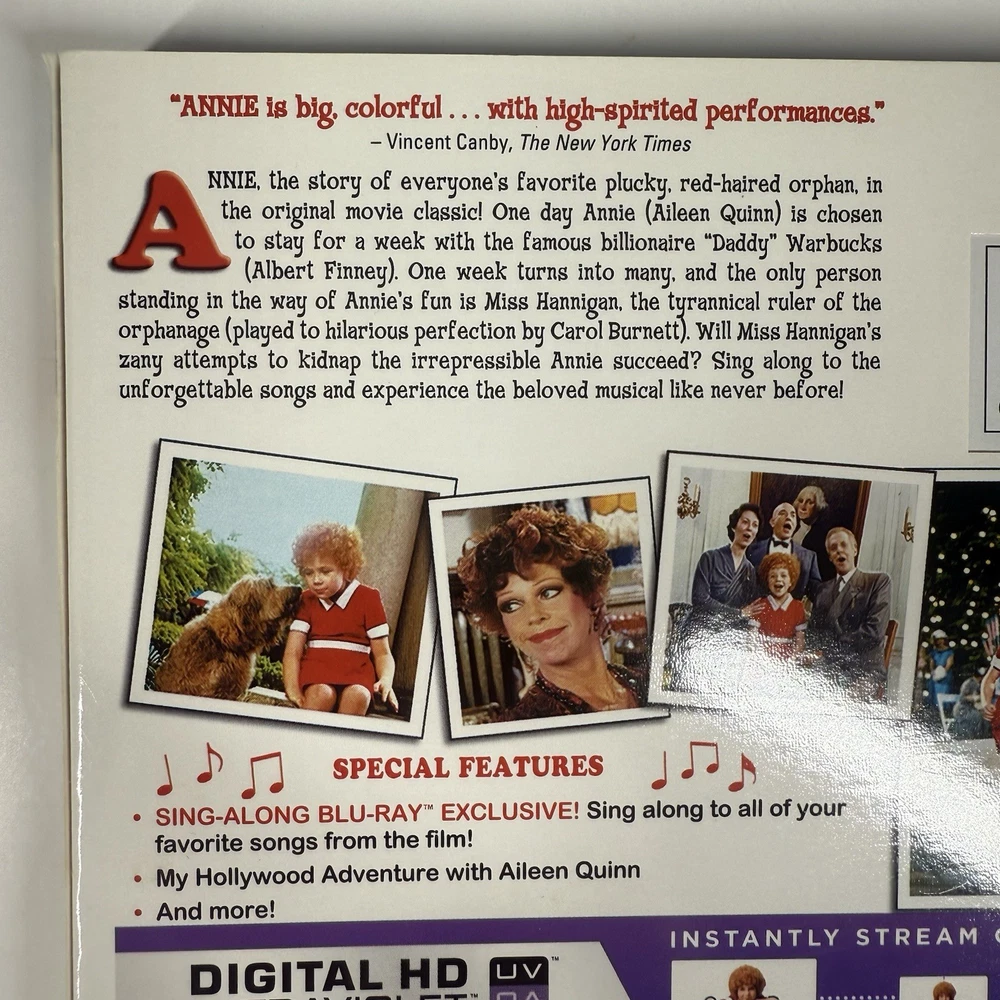 “ANNIE is big, colorful . . . with high-spirited performances.”
– Vincent Canby, The New York Times
ANNIE, the story of everyone’s favorite plucky, red-haired orphan, in
the original movie classic! One day Annie (Aileen Quinn) is chosen
to stay for a week with the famous billionaire “Daddy” Warbucks
(Albert Finney). One week turns into many, and the only person
standing in the way of Annie’s fun is Miss Hannigan, the tyrannical ruler of the
orphanage (played to hilarious perfection by Carol Burnett). Will Miss Hannigan’s
zany attempts to kidnap the irrepressible Annie succeed? Sing along to the
unforgettable songs and experience the beloved musical like never before!
SPECIAL FEATURES
• SING-ALONG BLU-RAY™ EXCLUSIVE! Sing along to all of your
favorite songs from the film!
• My Hollywood Adventure with Aileen Quinn
• And more!
INSTANTLY STREAM
DIGITAL HD UV™